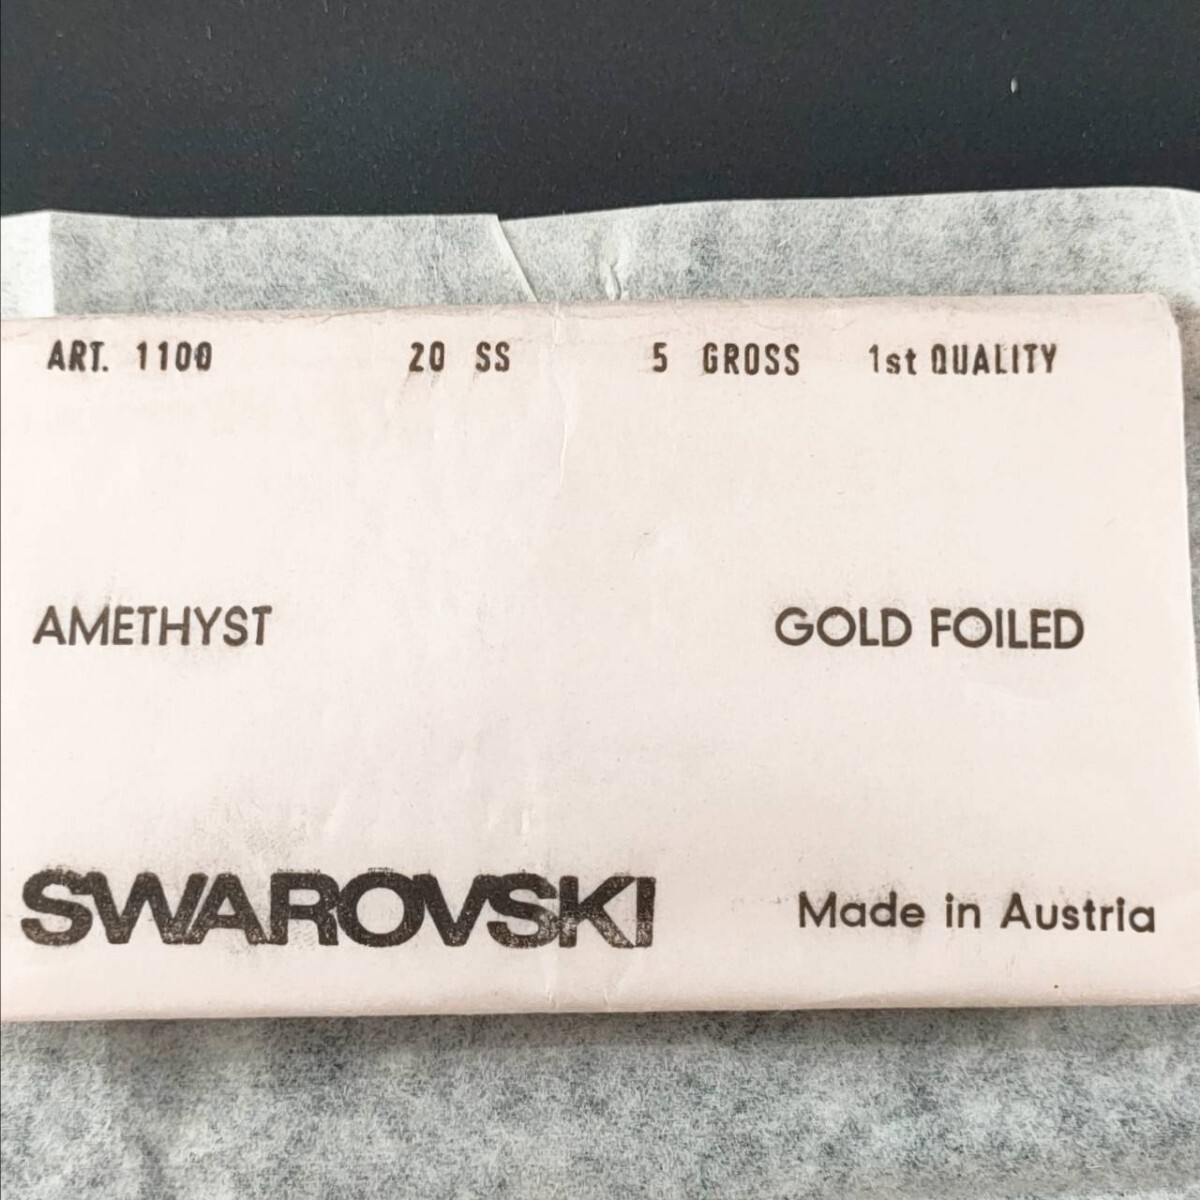 ART. 1100 20 SS 5 GROSS 1st QUALITY
AMETHYST GOLD FOILED
SWAROVSKI Made in Austria